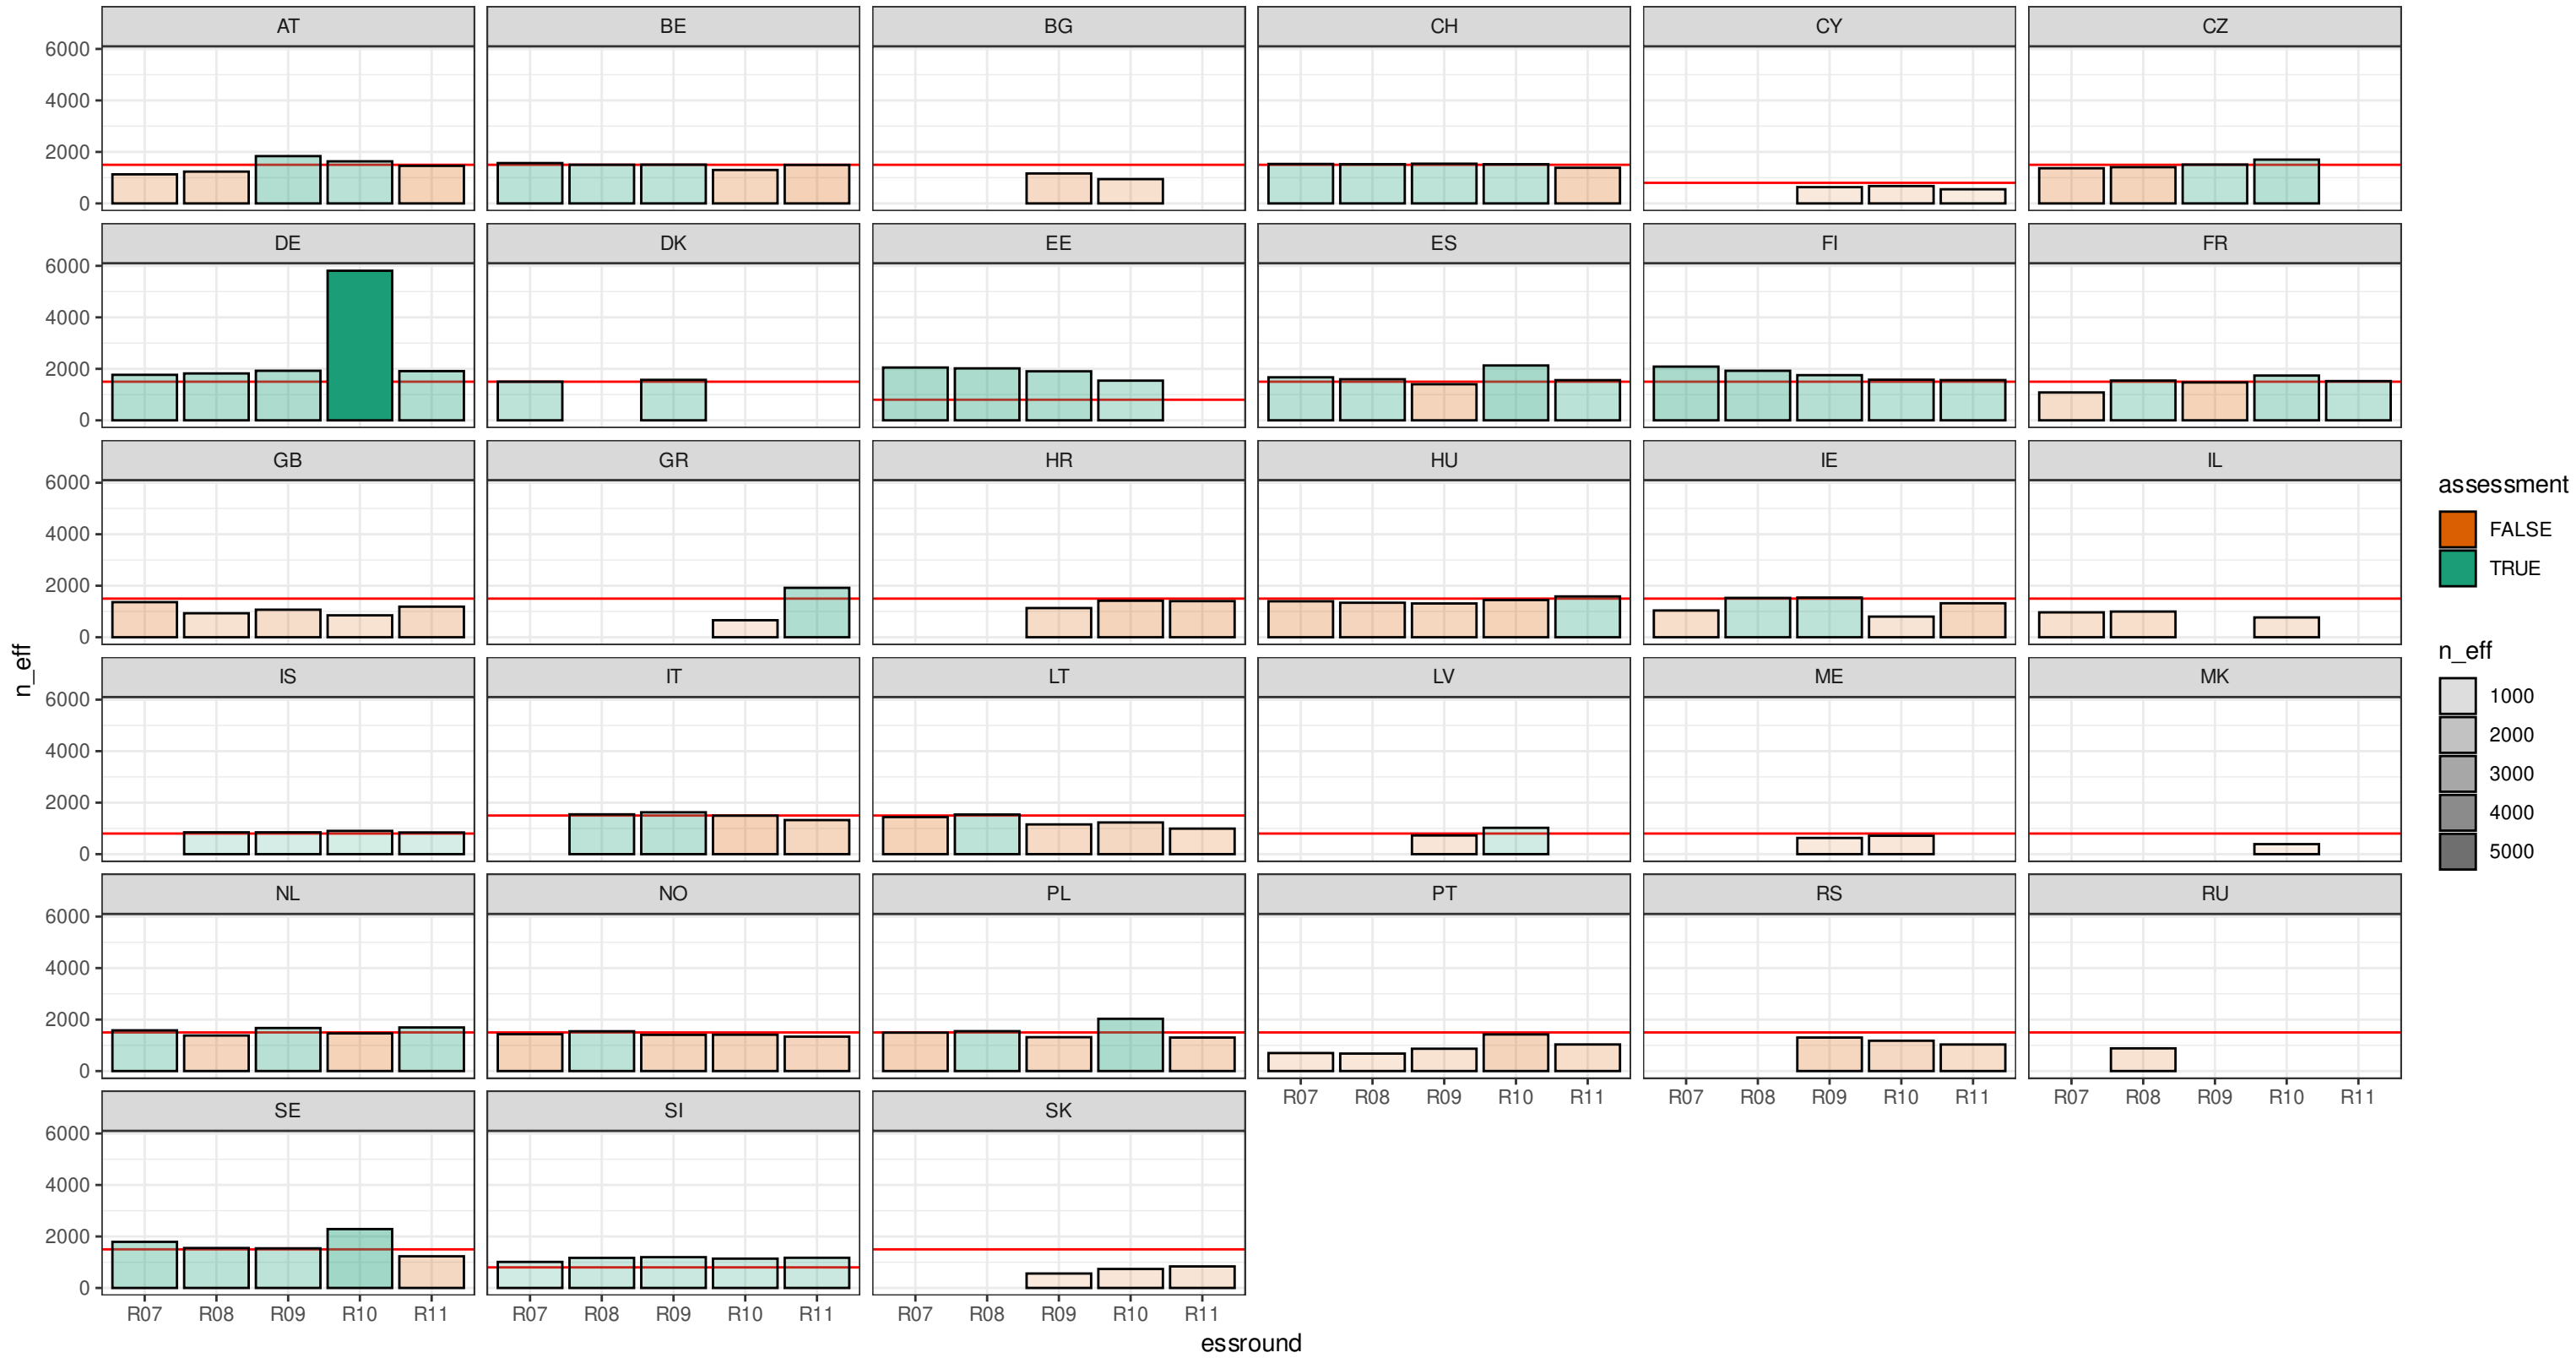 AT BE BG CH CY CZ
6000
4000
2000
0
DE DK EE ES FI FR
6000
4000
2000
0
GB GR HR HU IE IL
6000
4000
2000
0
IS IT LT LV ME MK
6000
4000
2000
0
NL NO PL PT RS RU
6000
4000
2000
0
R07 R08 R09 R10 R11 R07 R08 R09 R10 R11 R07 R08 R09 R10 R11
SE SI SK
6000
4000
2000
0
R07 R08 R09 R10 R11 R07 R08 R09 R10 R11 R07 R08 R09 R10 R11
essround
n_eff
assessment
FALSE
TRUE
n_eff
1000
2000
3000
4000
5000